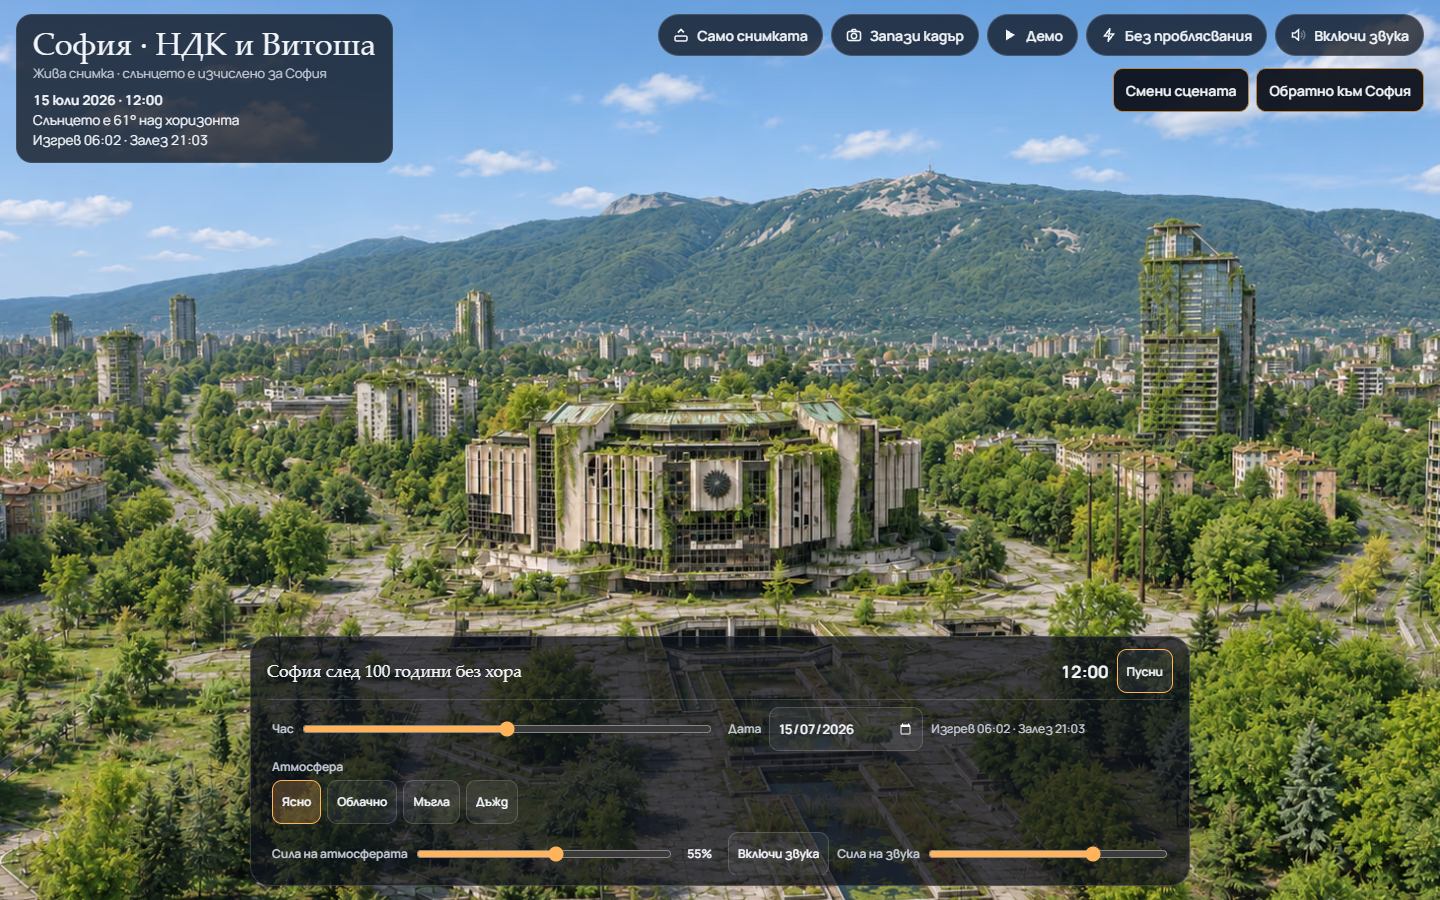 София · НДК и Витоша
Жива снимка · слънцето е изчислено за София
15 юли 2026 · 12:00
Слънцето е 61° над хоризонта
Изгрев 06:02 · Залез 21:03
Само снимката
Запази кадър
Демо
Без проблясвания
Включи звука
Смени сцената
Обратно към София
София след 100 години без хора
12:00
Пусни
Час
Дата
15/07/2026
Изгрев 06:02 · Залез 21:03
Атмосфера
Ясно
Облачно
Мъгла
Дъжд
Сила на атмосферата
55%
Включи звука
Сила на звука